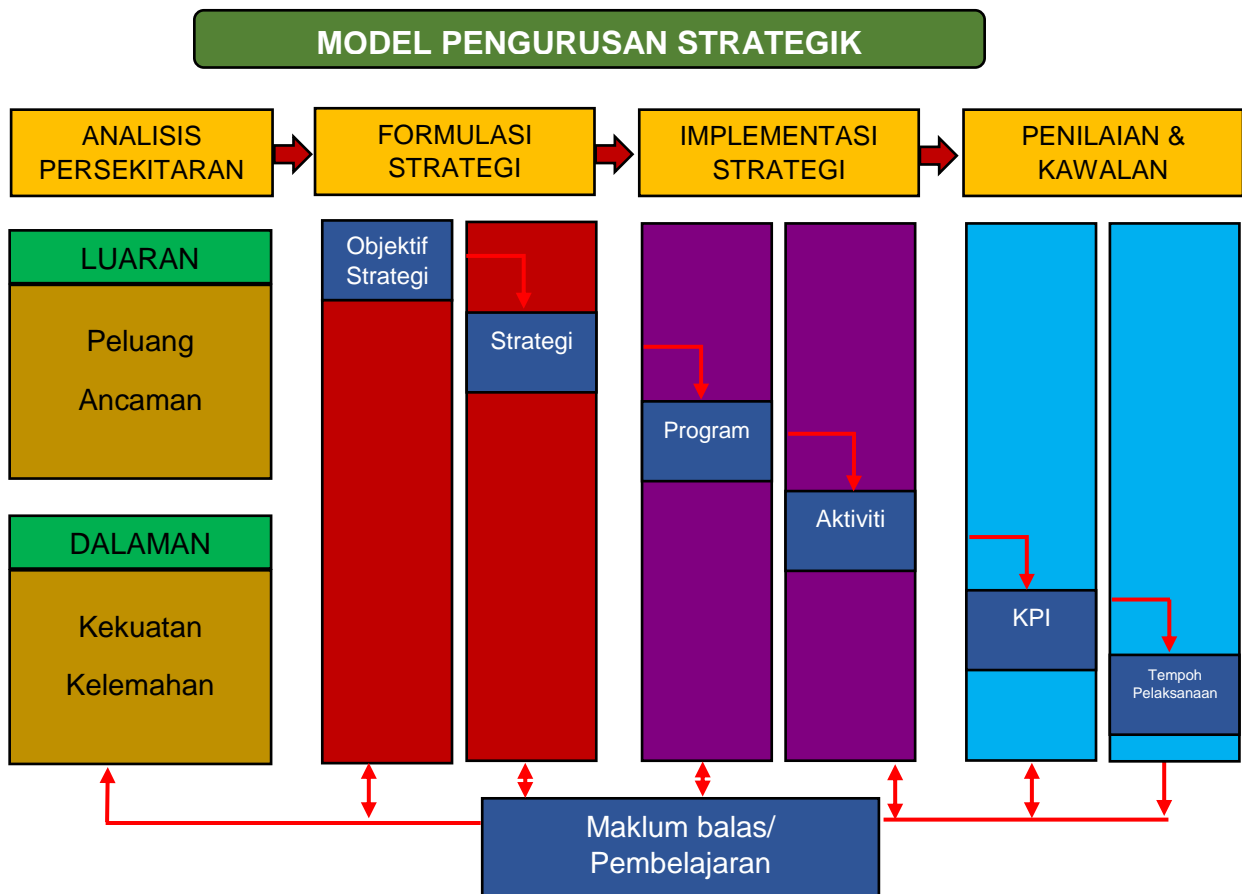 MODEL PENGURUSAN STRATEGIK
ANALISIS
PERSEKITARAN
FORMULASI
STRATEGI
IMPLEMENTASI
STRATEGI
PENILAIAN &
KAWALAN
LUARAN
Peluang
Ancaman
DALAMAN
Kekuatan
Kelemahan
Objektif
Strategi
Strategi
Program
Aktiviti
KPI
Tempoh
Pelaksanaan
Maklum balas/
Pembelajaran